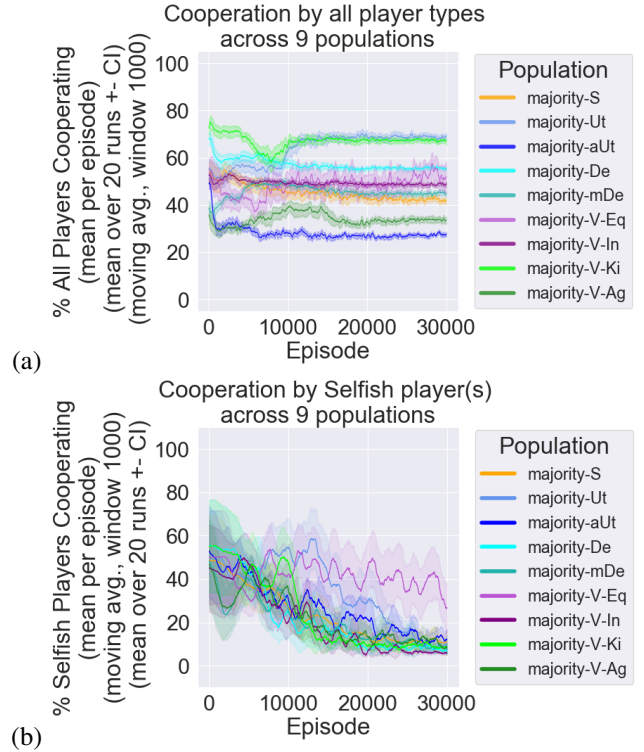 Cooperation by all player types
across 9 populations
% All Players Cooperating
(mean per episode)
(mean over 20 runs +- CI)
(moving avg., window 1000)
100
80
60
40
20
0
0
10000
20000
30000
Episode
Population
majority-S
majority-Ut
majority-aUt
majority-De
majority-mDe
majority-V-Eq
majority-V-In
majority-V-Ki
majority-V-Ag
(a)
Cooperation by Selfish player(s)
across 9 populations
% Selfish Players Cooperating
(mean per episode)
(moving avg., window 1000)
(mean over 20 runs +- CI)
100
80
60
40
20
0
0
10000
20000
30000
Episode
Population
majority-S
majority-Ut
majority-aUt
majority-De
majority-mDe
majority-V-Eq
majority-V-In
majority-V-Ki
majority-V-Ag
(b)